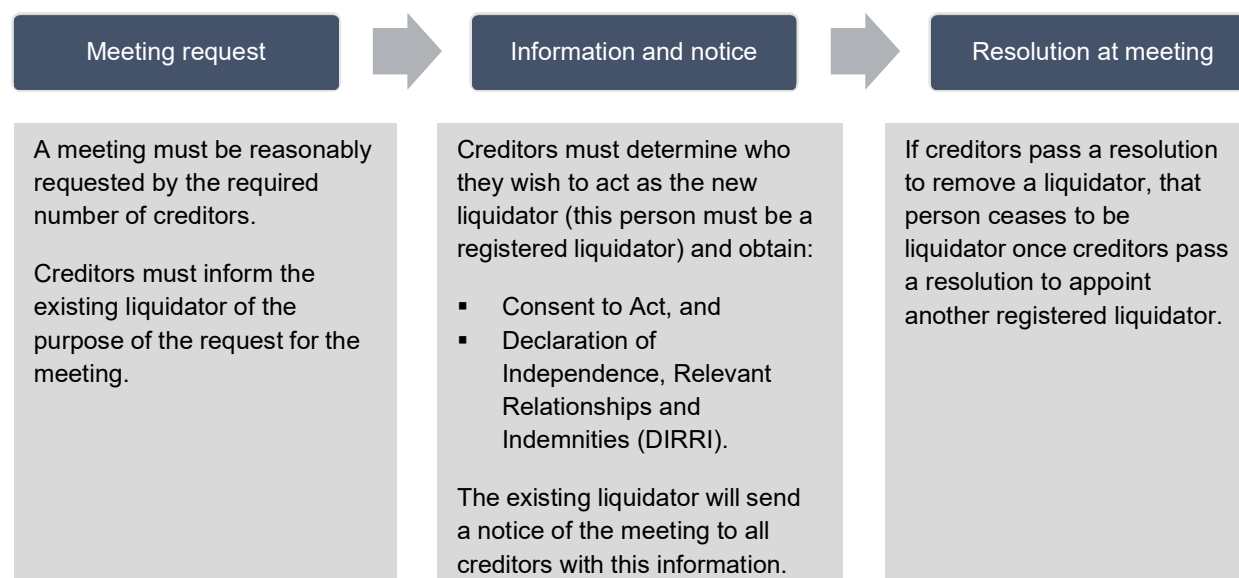 Meeting request
Information and notice
Resolution at meeting
A meeting must be reasonably
requested by the required
number of creditors.
Creditors must inform the
existing liquidator of the
purpose of the request for the
meeting.
Creditors must determine who
they wish to act as the new
liquidator (this person must be a
registered liquidator) and obtain:
▪ Consent to Act, and
▪ Declaration of
Independence, Relevant
Relationships and
Indemnities (DIRRI).
The existing liquidator will send
a notice of the meeting to all
creditors with this information.
If creditors pass a resolution
to remove a liquidator, that
person ceases to be
liquidator once creditors pass
a resolution to appoint
another registered liquidator.